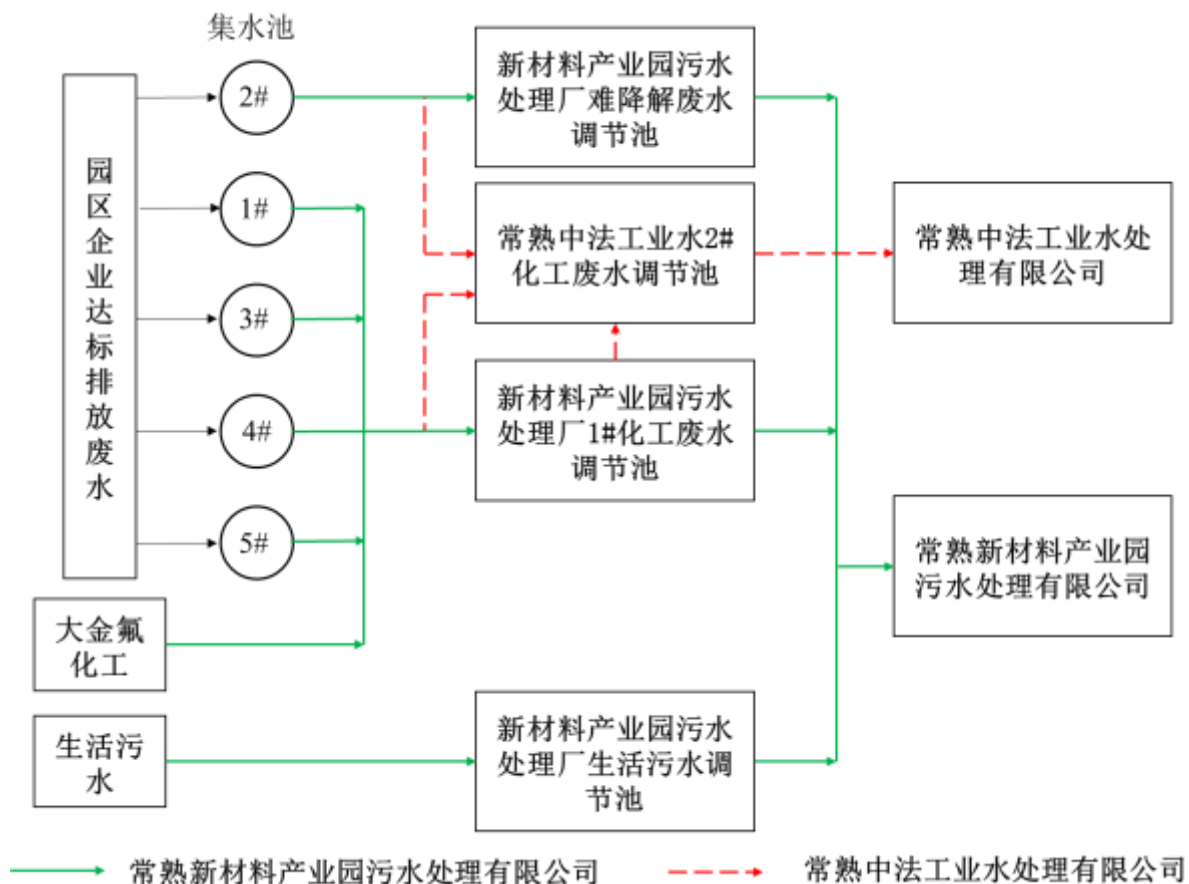 集水池
2#
1#
3#
4#
5#
园区企业达标排放废水
大金氟
化工
生活污
水
新材料产业园污水
处理厂难降解废水
调节池
常熟中法工业水2#
化工废水调节池
新材料产业园污水
处理厂1#化工废水
调节池
新材料产业园污水
处理厂生活污水调
节池
常熟中法工业水处
理有限公司
常熟新材料产业园
污水处理有限公司
常熟新材料产业园污水处理有限公司
常熟中法工业水处理有限公司